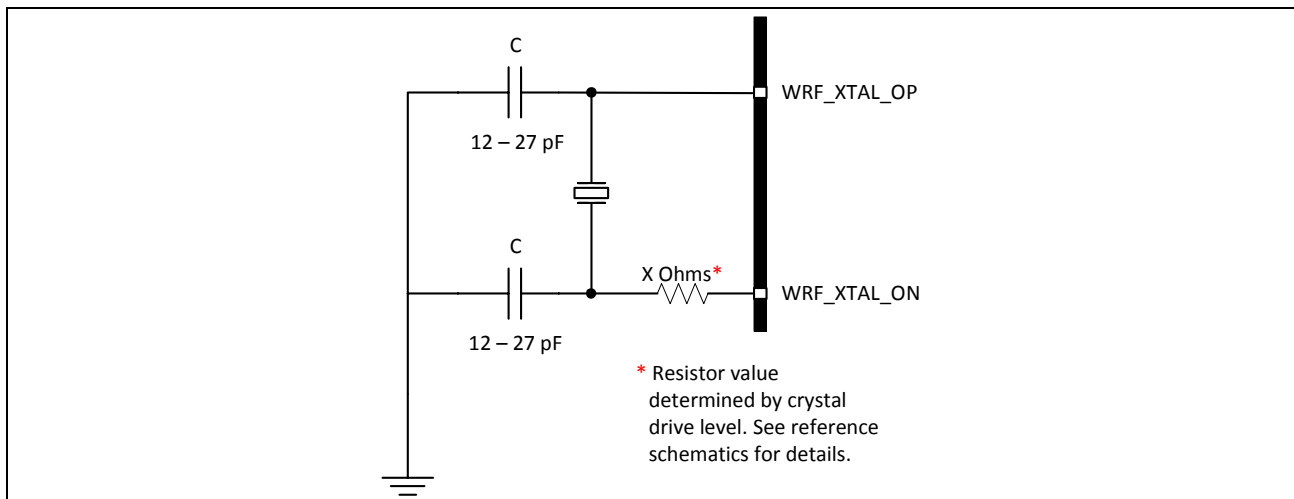 C
WRF_XTAL_OP
12 – 27 pF
C
X Ohms*
WRF_XTAL_ON
12 – 27 pF
* Resistor value
determined by crystal
drive level. See reference
schematics for details.